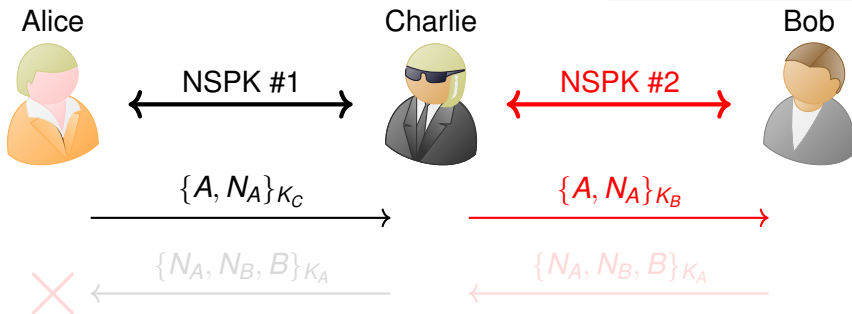 Alice Charlie Bob
NSPK #1 NSPK #2
{A, N_A}_{K_C} {A, N_A}_{K_B}
{N_A, N_B, B}_{K_A} {N_A, N_B, B}_{K_A}